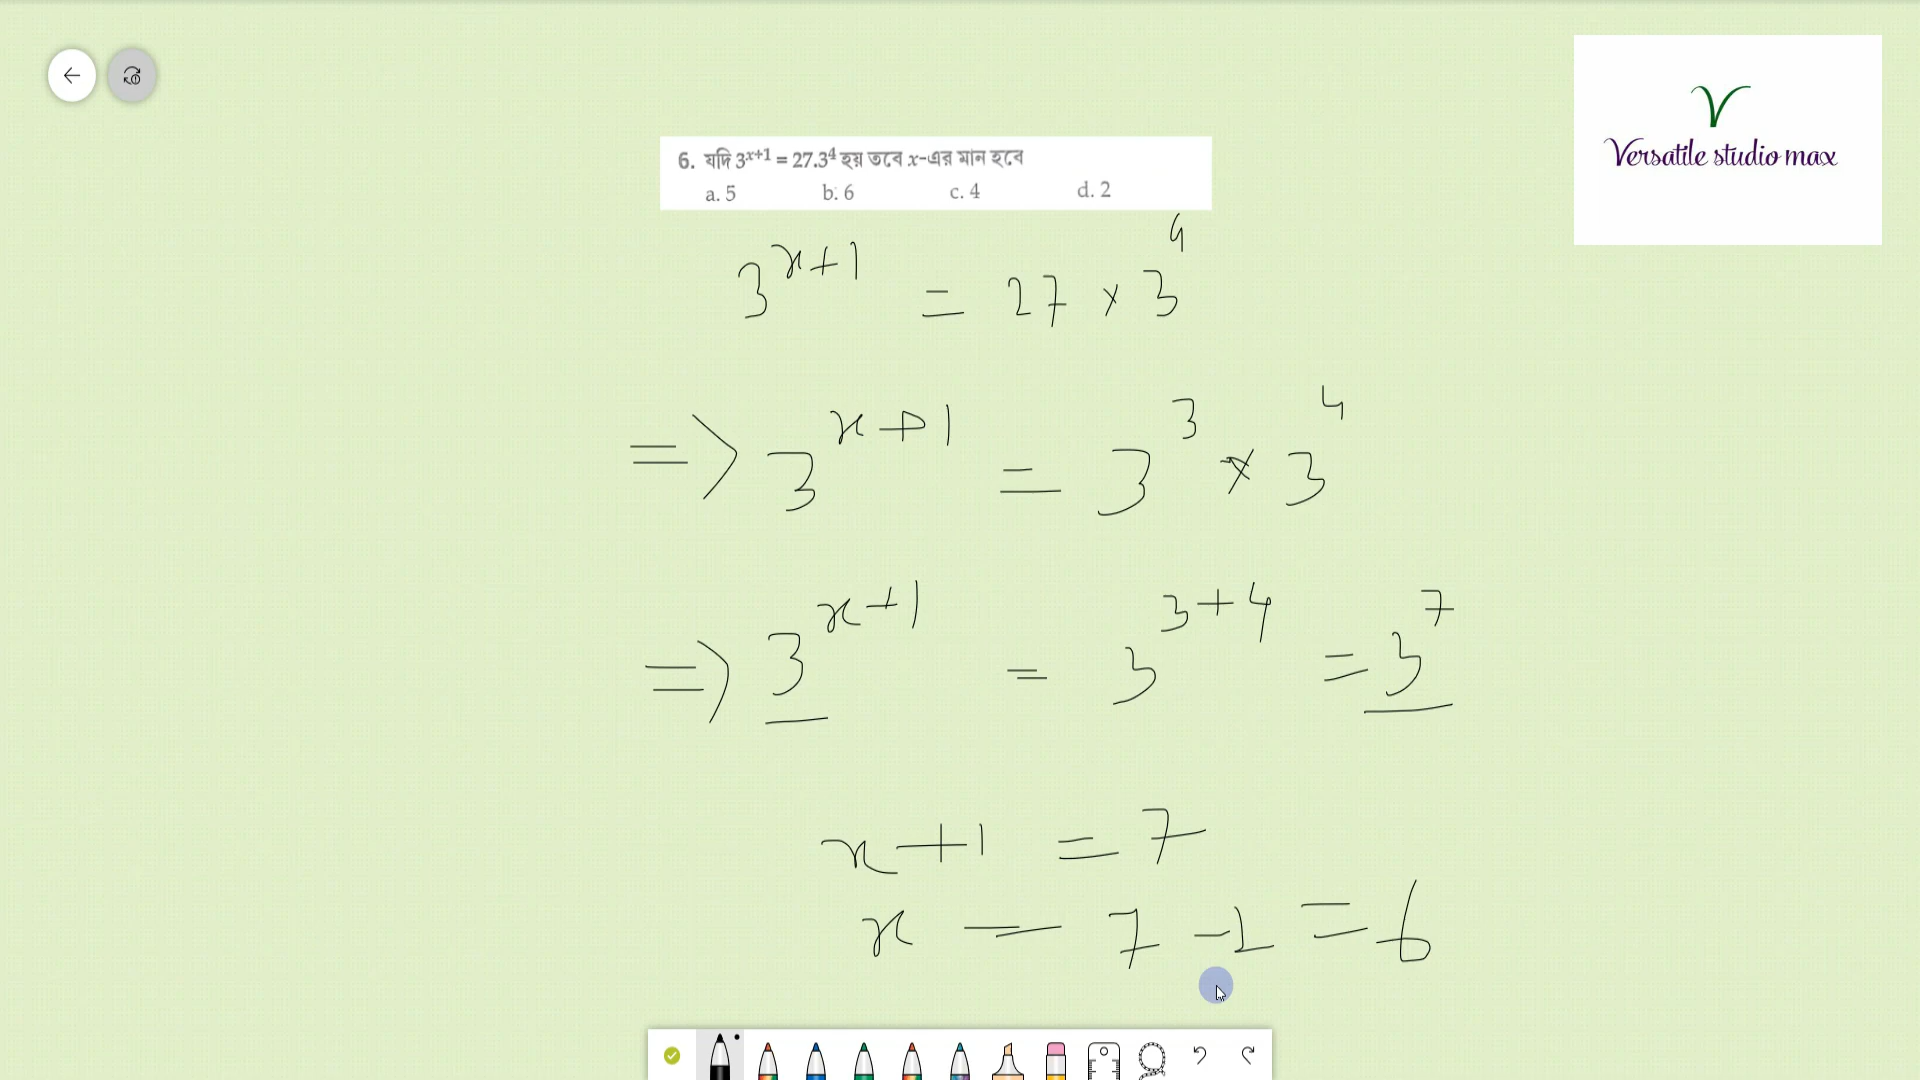 Versatile studio max
6. যদি 3^{x+1} = 27.3^4 হয় তবে x-এর মান হবে
a. 5 b. 6 c. 4 d. 2
3^{x+1} = 27 × 3^4
=> 3^{x+1} = 3^3 × 3^4
=> 3^{x+1} = 3^{3+4} = 3^7
x+1 = 7
x = 7 - 1 = 6